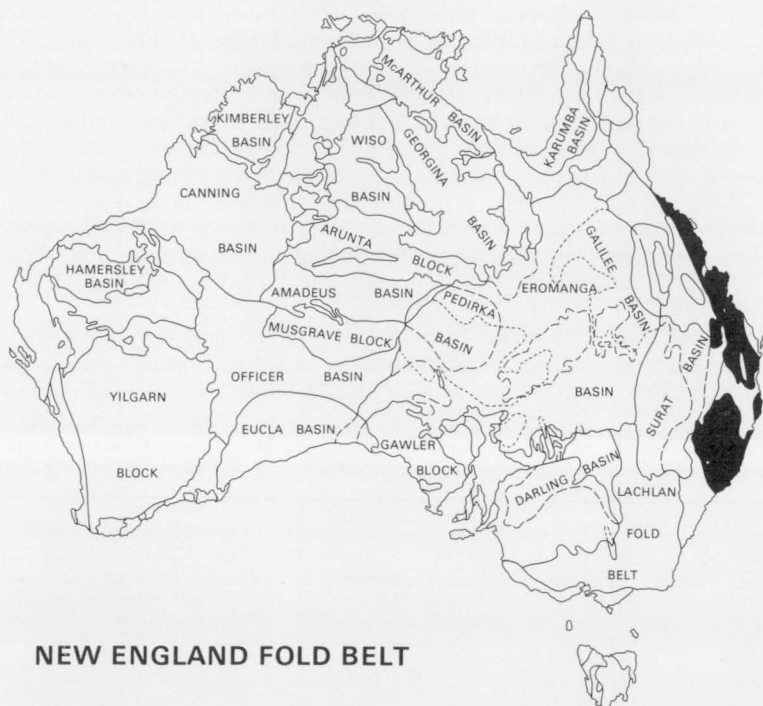 McARTHUR BASIN
KIMBERLEY
BASIN
WISO
BASIN
GEORGINA
BASIN
KARUMBA
BASIN
CANNING
BASIN
ARUNTA
BLOCK
GALILEE
BASIN
HAMERSLEY
BASIN
AMADEUS BASIN
PEDIRKA
BASIN
EROMANGA
BASIN
MUSGRAVE BLOCK
YILGARN
BLOCK
OFFICER BASIN
SURAT
BASIN
EUCLA BASIN
GAWLER
BLOCK
DARLING
BASIN
LACHLAN
FOLD
BELT
NEW ENGLAND FOLD BELT